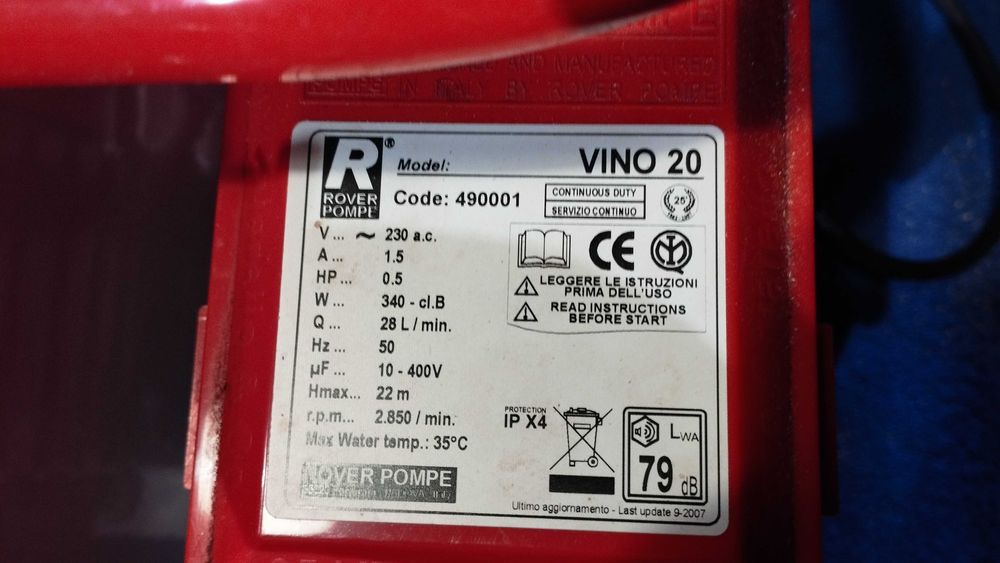 AND MANUFACTURED
IN ITALY BY ROVER POMPE
R®
ROVER
POMPE
Model: VINO 20
Code: 490001
CONTINUOUS DUTY
SERVIZIO CONTINUO
25°
V... ~ 230 a.c.
A... 1.5
HP... 0.5
W... 340 - cl.B
Q... 28 L / min.
Hz... 50
µF... 10 - 400V
Hmax... 22 m
r.p.m... 2.850 / min.
Max Water temp.: 35°C
CE
LEGGERE LE ISTRUZIONI
PRIMA DELL'USO
READ INSTRUCTIONS
BEFORE START
PROTECTION
IP X4
LWA
79 dB
ROVER POMPE
Ultimo aggiornamento - Last update 9-2007